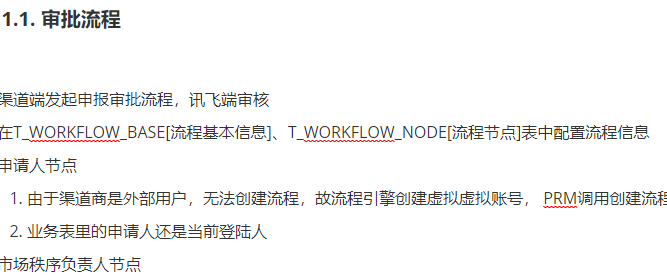 1.1. 审批流程
渠道端发起申报审批流程，讯飞端审核
在T_WORKFLOW_BASE[流程基本信息]、T_WORKFLOW_NODE[流程节点]表中配置流程信息
申请人节点
1. 由于渠道商是外部用户，无法创建流程，故流程引擎创建虚拟虚拟账号， PRM调用创建流程
2. 业务表里的申请人还是当前登陆人
市场秩序负责人节点